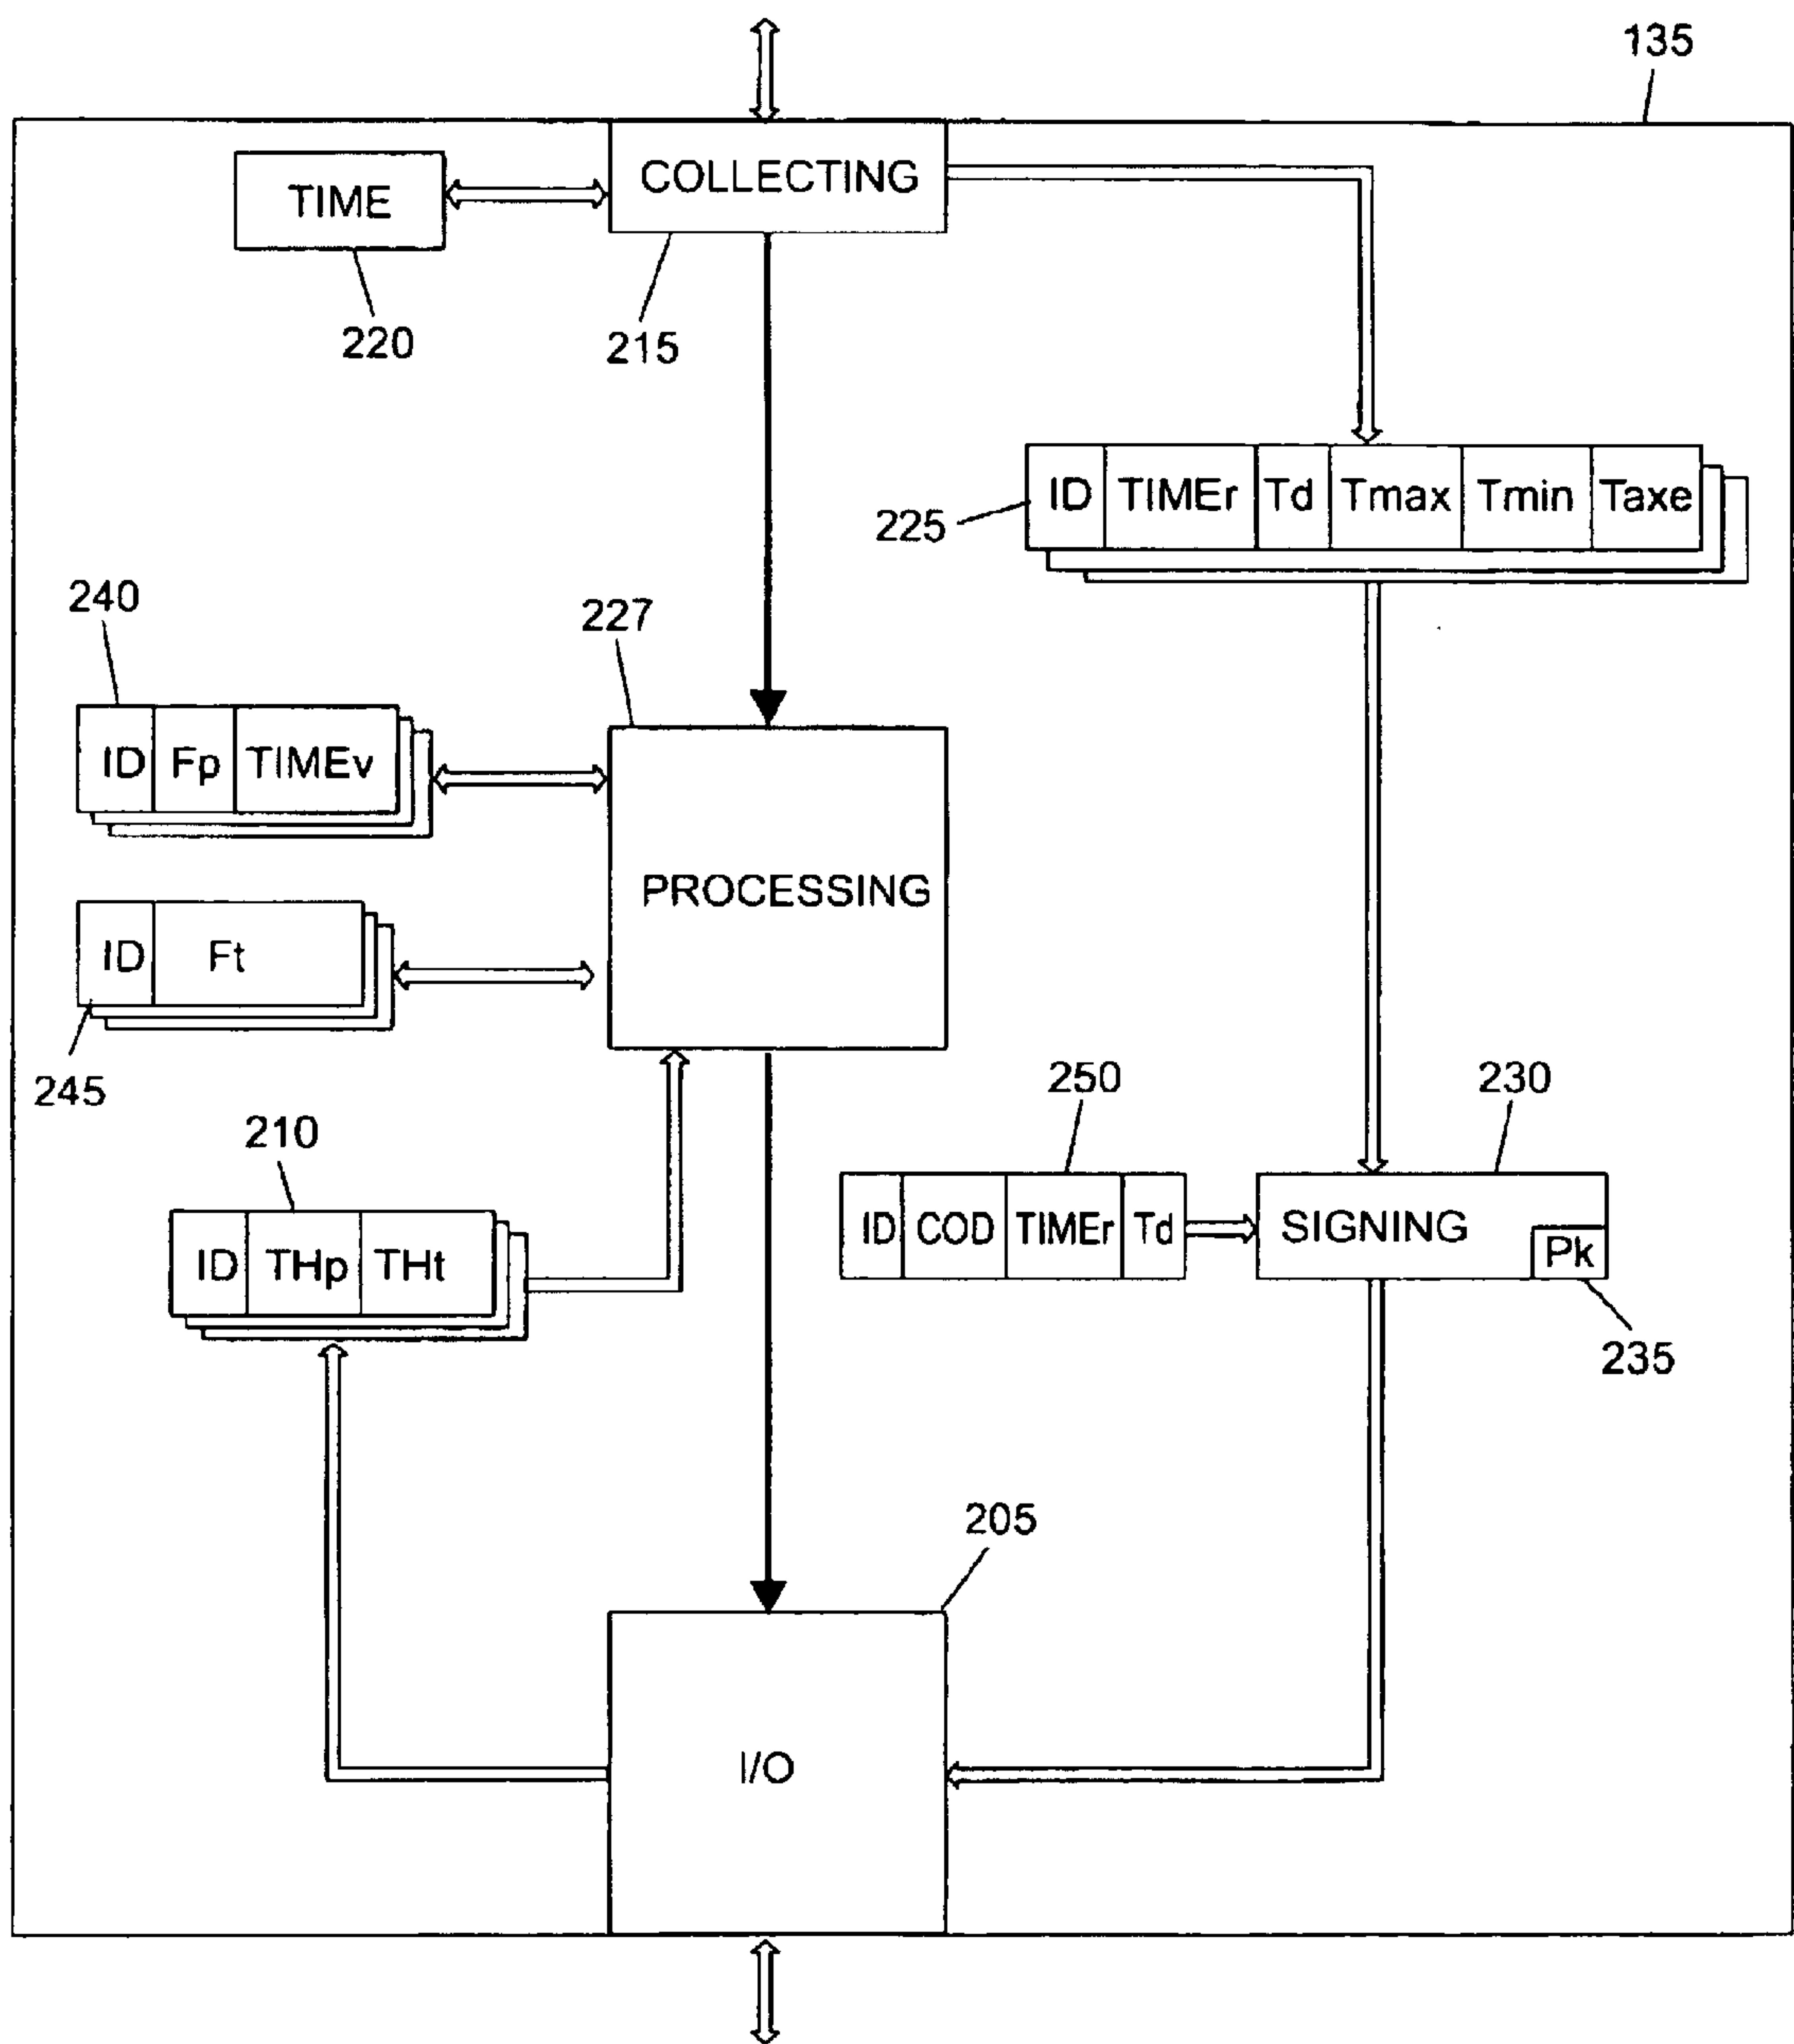 135
COLLECTING
TIME
220
215
ID TIMEr Td Tmax Tmin Taxe
225
240
227
ID Fp TIMEv
PROCESSING
ID Ft
245
250
230
210
ID COD TIMEr Td
SIGNING
Pk
ID THp THt
235
205
I/O